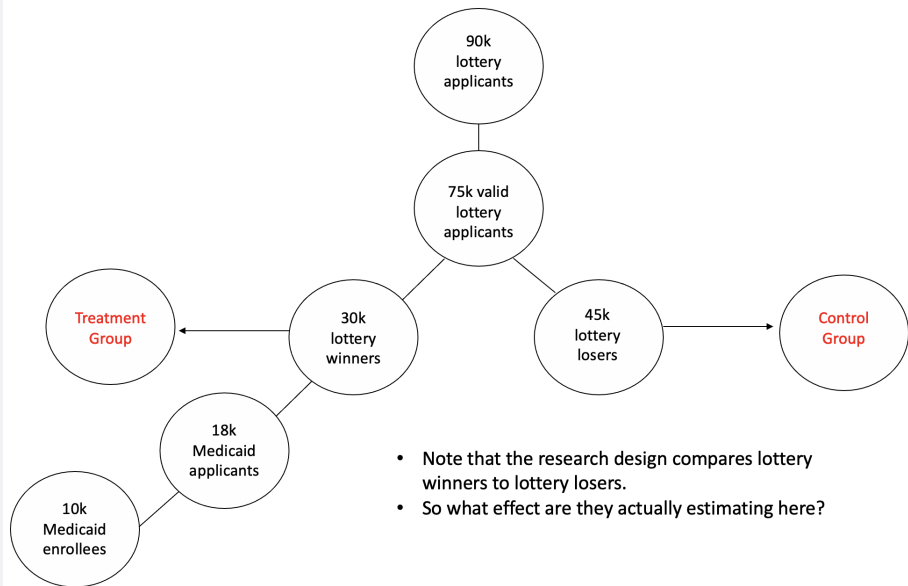 90k
lottery
applicants
75k valid
lottery
applicants
Treatment
Group
30k
lottery
winners
45k
lottery
losers
Control
Group
18k
Medicaid
applicants
10k
Medicaid
enrollees
• Note that the research design compares lottery
winners to lottery losers.
• So what effect are they actually estimating here?